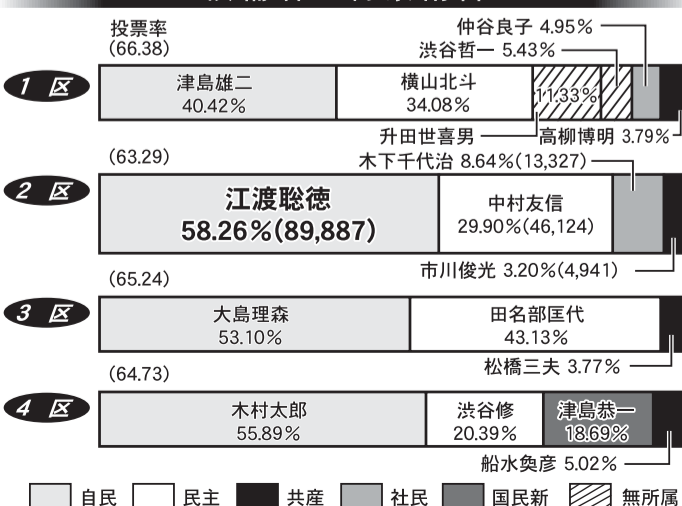 投票率
(66.38)
仲谷良子 4.95%
渋谷哲一 5.43%
1 区
津島雄二
40.42%
横山北斗
34.08%
11.33%
升田世喜男
高柳博明 3.79%
(63.29)
木下千代治 8.64%(13,327)
2 区
江渡聡徳
58.26%(89,887)
中村友信
29.90%(46,124)
市川俊光 3.20%(4,941)
(65.24)
3 区
大島理森
53.10%
田名部匡代
43.13%
松橋三夫 3.77%
(64.73)
4 区
木村太郎
55.89%
渋谷修
20.39%
津島恭一
18.69%
船水奐彦 5.02%
自民 民主 共産 社民 国民新 無所属